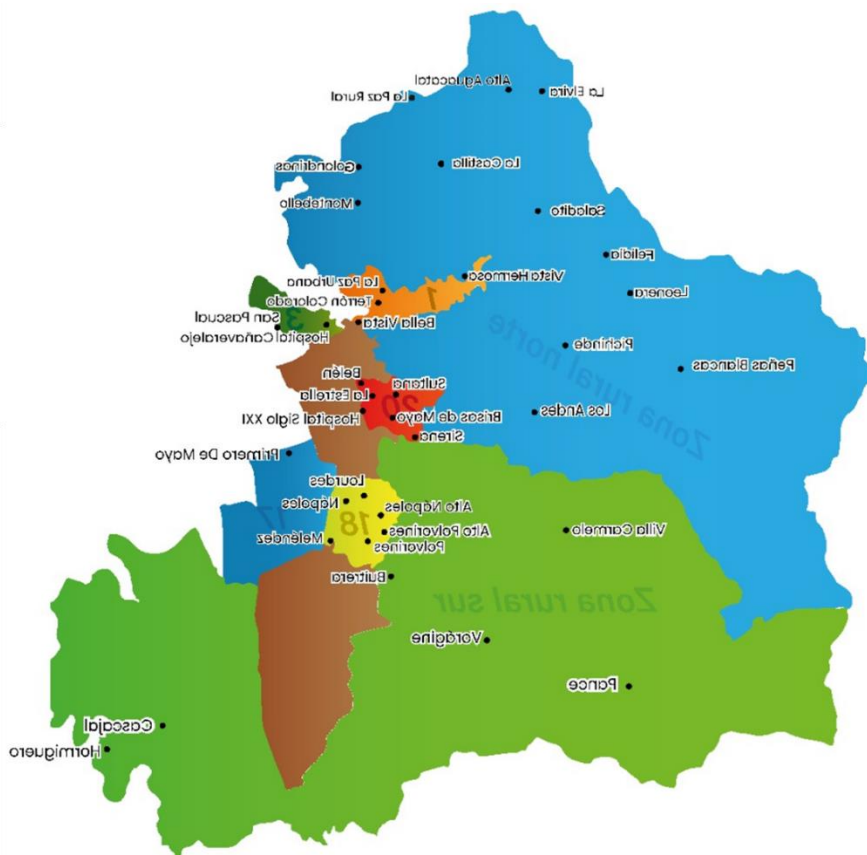 Alto Aguacatal
La Elvira
La Paz Rural
Golondrinas
La Castilla
Montebello
Saladito
Felidia
Vista Hermosa
La Paz Urbana
Leonera
1
Terrón Colorado
San Pascual
3
Bella Vista
Hospital Cañaveralejo
Zona rural norte
Pichinde
Peñas Blancas
Belén
Sultana
La Estrella
20
Hospital Siglo XXI
Brisas de Mayo
Los Andes
Sirena
Primero De Mayo
Lourdes
Nápoles
Alto Nápoles
17
18
Alto Polvorines
Villa Carmelo
Meléndez
Polvorines
Buitrera
Zona rural sur
Vorágine
Pance
Cascajal
Hormiguero